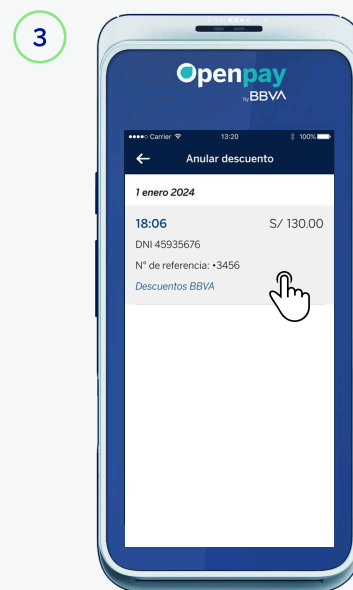 3
Openpay
by BBVA
Carrier 13:20 100%
Anular descuento
1 enero 2024
18:06 S/ 130.00
DNI 45935676
N° de referencia: •3456
Descuentos BBVA